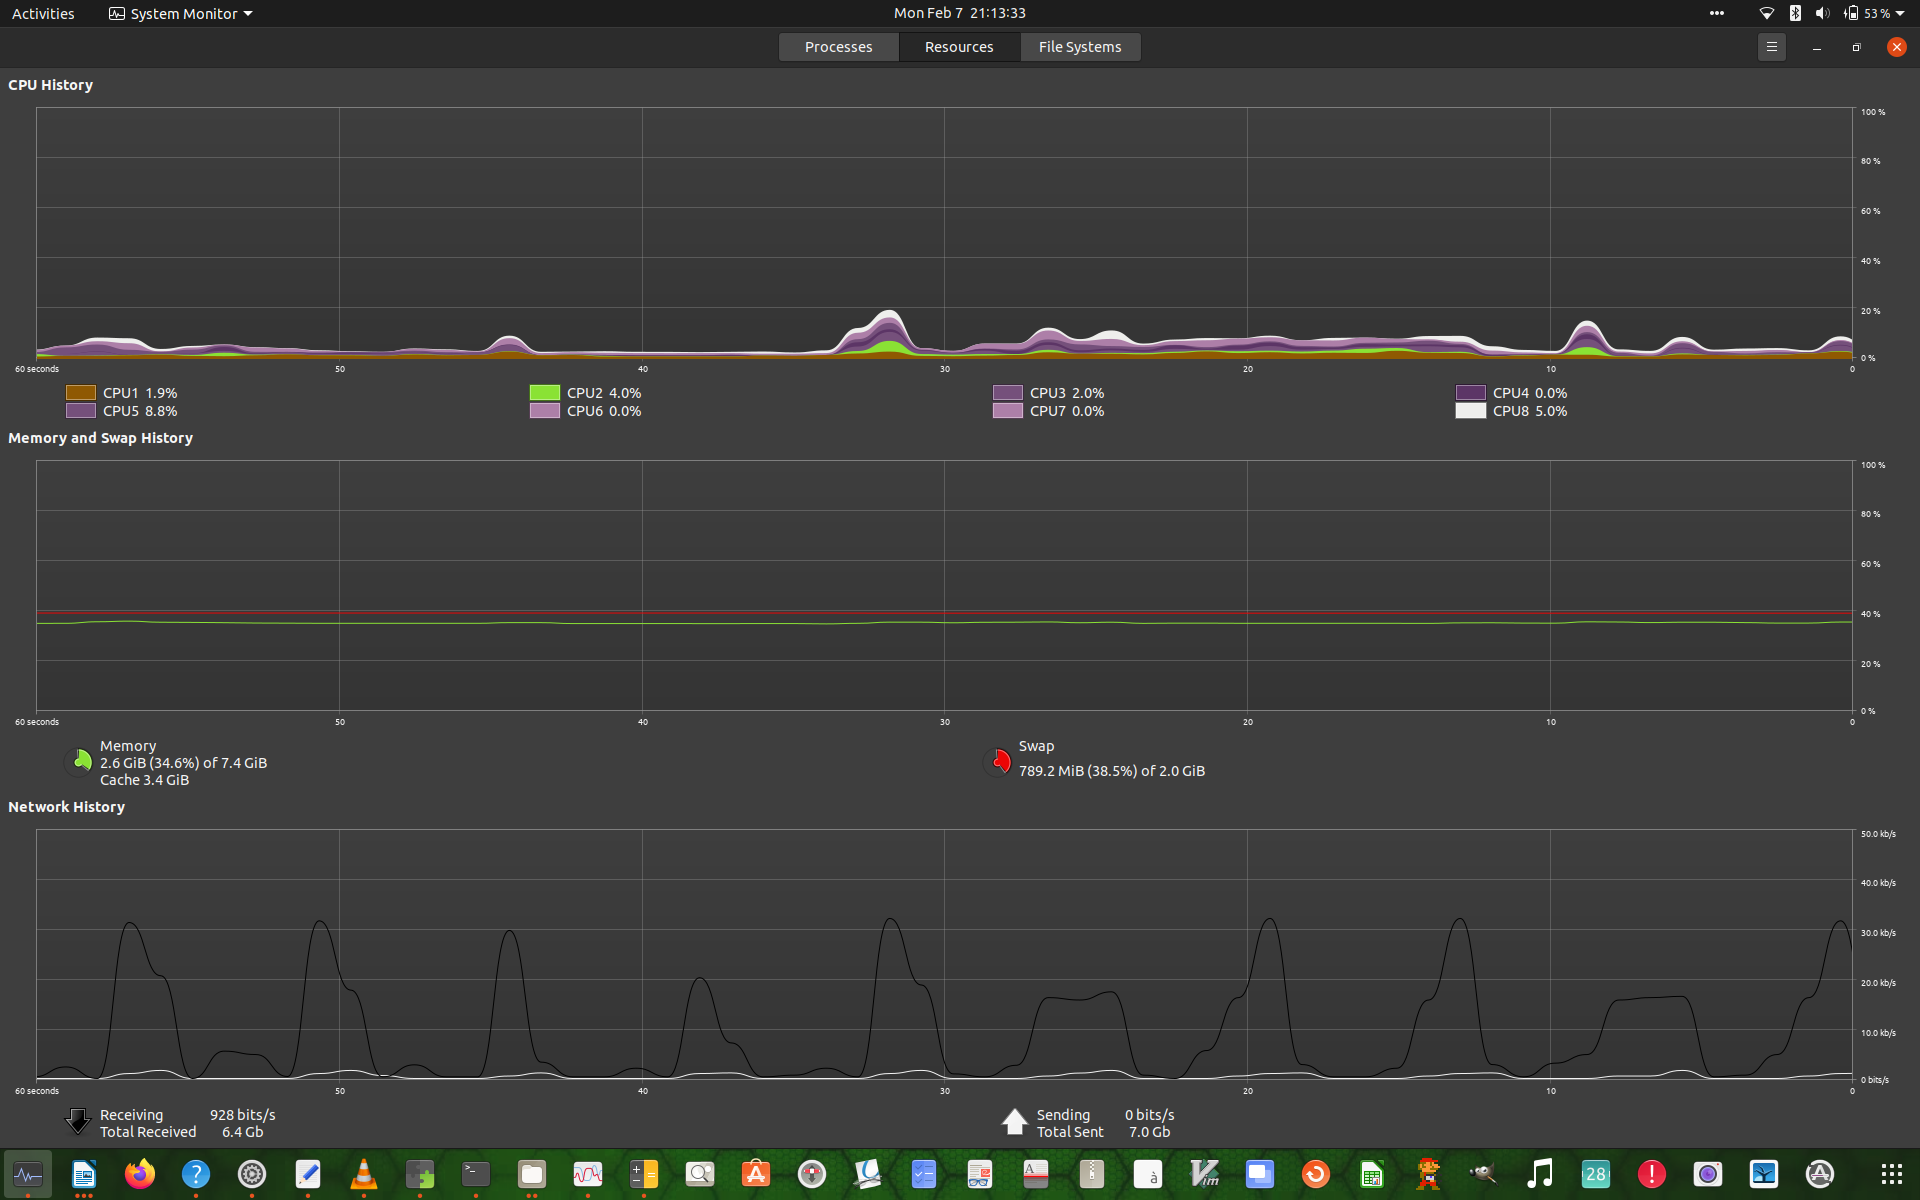 Activities System Monitor Mon Feb 7 21:13:33 53 %
Processes Resources File Systems
CPU History
100 %
80 %
60 %
40 %
20 %
0 %
60 seconds 50 40 30 20 10 0
CPU1 1.9% CPU2 4.0% CPU3 2.0% CPU4 0.0%
CPU5 8.8% CPU6 0.0% CPU7 0.0% CPU8 5.0%
Memory and Swap History
100 %
80 %
60 %
40 %
20 %
0 %
60 seconds 50 40 30 20 10 0
Memory Swap
2.6 GiB (34.6%) of 7.4 GiB 789.2 MiB (38.5%) of 2.0 GiB
Cache 3.4 GiB
Network History
50.0 kb/s
40.0 kb/s
30.0 kb/s
20.0 kb/s
10.0 kb/s
0 bits/s
60 seconds 50 40 30 20 10 0
Receiving 928 bits/s Sending 0 bits/s
Total Received 6.4 Gb Total Sent 7.0 Gb
? >_ A à Vim 28 !